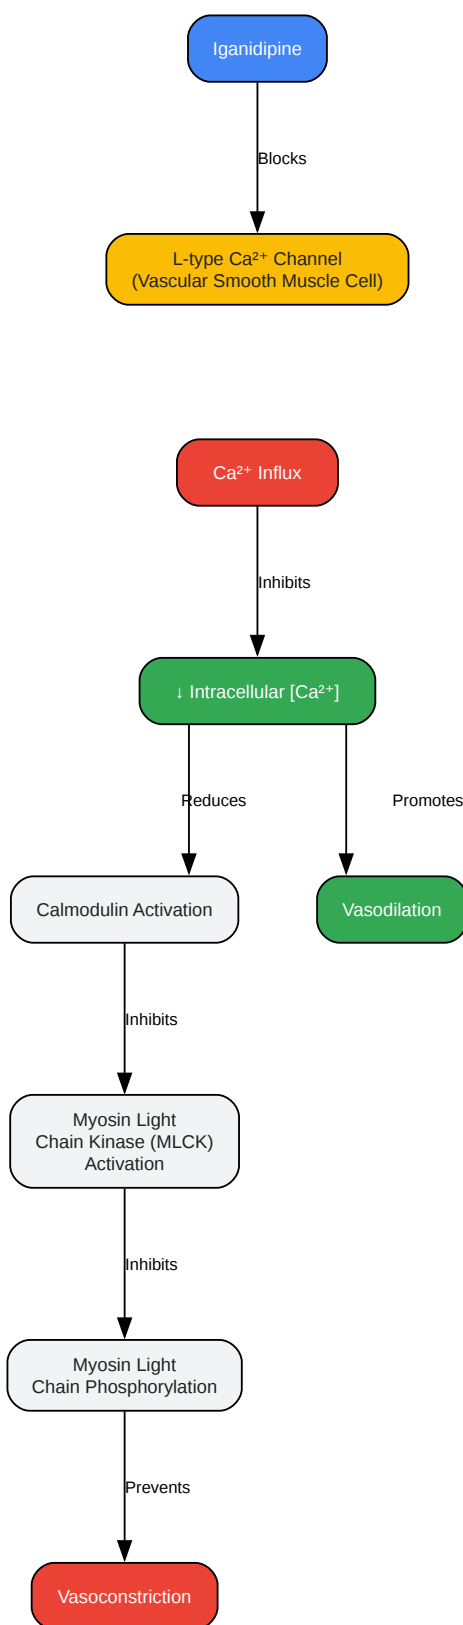 Iganidipine
Blocks
L-type Ca²⁺ Channel
(Vascular Smooth Muscle Cell)
Ca²⁺ Influx
Inhibits
↓ Intracellular [Ca²⁺]
Reduces
Promotes
Calmodulin Activation
Vasodilation
Inhibits
Myosin Light
Chain Kinase (MLCK)
Activation
Inhibits
Myosin Light
Chain Phosphorylation
Prevents
Vasoconstriction